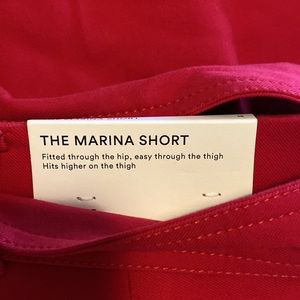 THE MARINA SHORT
Fitted through the hip, easy through the thigh
Hits higher on the thigh